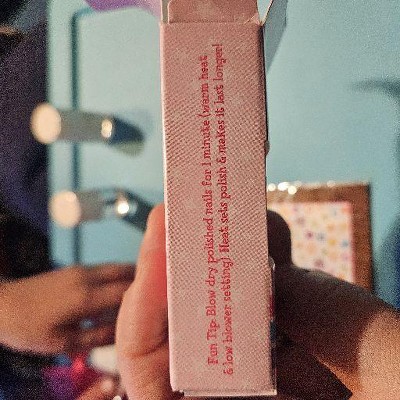 Fun Tip: Blow dry polished nails for 1 minute (warm heat
& low blower setting) Heat sets polish & makes it last longer!